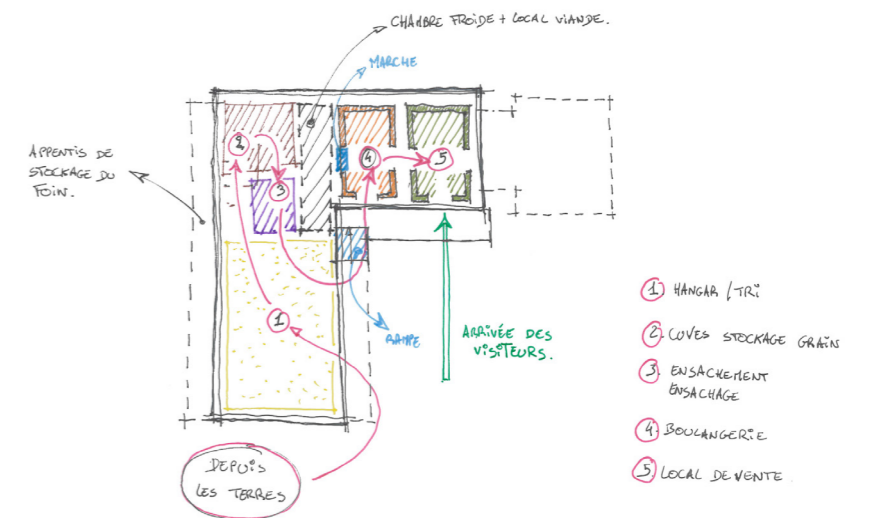 CHAMBRE FROIDE + LOCAL VIANDE.
MARCHE
APPENTIS DE
STOCKAGE DU
FOIN.
2
3
4
5
1
RAMPE
ARRIVÉE DES
VISITEURS.
DEPUIS
LES TERRES
1 HANGAR / TRI
2. CUVES STOCKAGE GRAIN
3. ENSACHEMENT
ENSACHAGE
4. BOULANGERIE
5. LOCAL DE VENTE